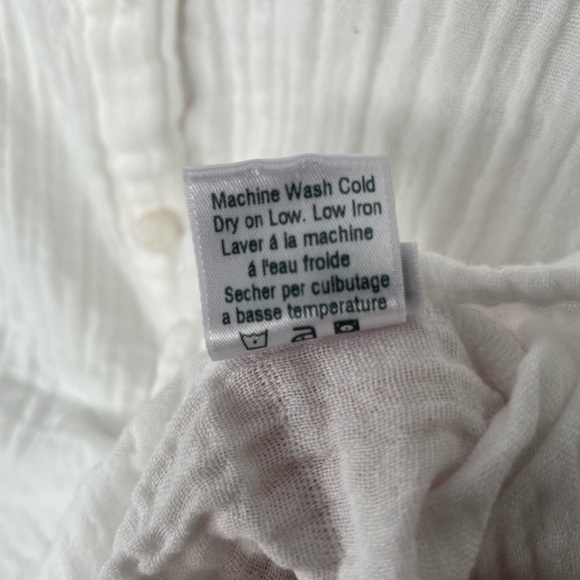 Machine Wash Cold
Dry on Low. Low Iron
Laver á la machine
á l'eau froide
Secher per culbutage
a basse temperature